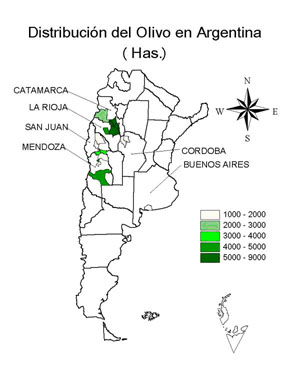 Distribución del Olivo en Argentina
( Has.)
CATAMARCA
LA RIOJA
SAN JUAN
MENDOZA
CORDOBA
BUENOS AIRES
N
W
E
S
1000 - 2000
2000 - 3000
3000 - 4000
4000 - 5000
5000 - 9000